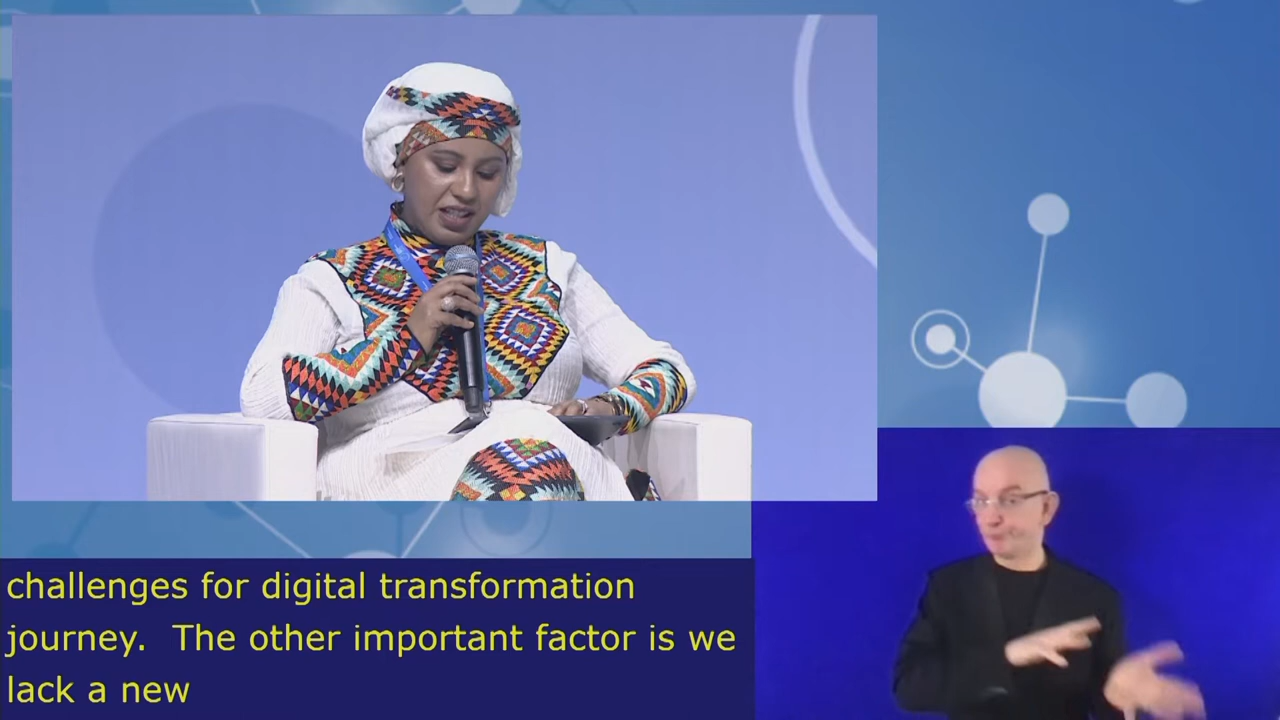 challenges for digital transformation
journey.  The other important factor is we
lack a new